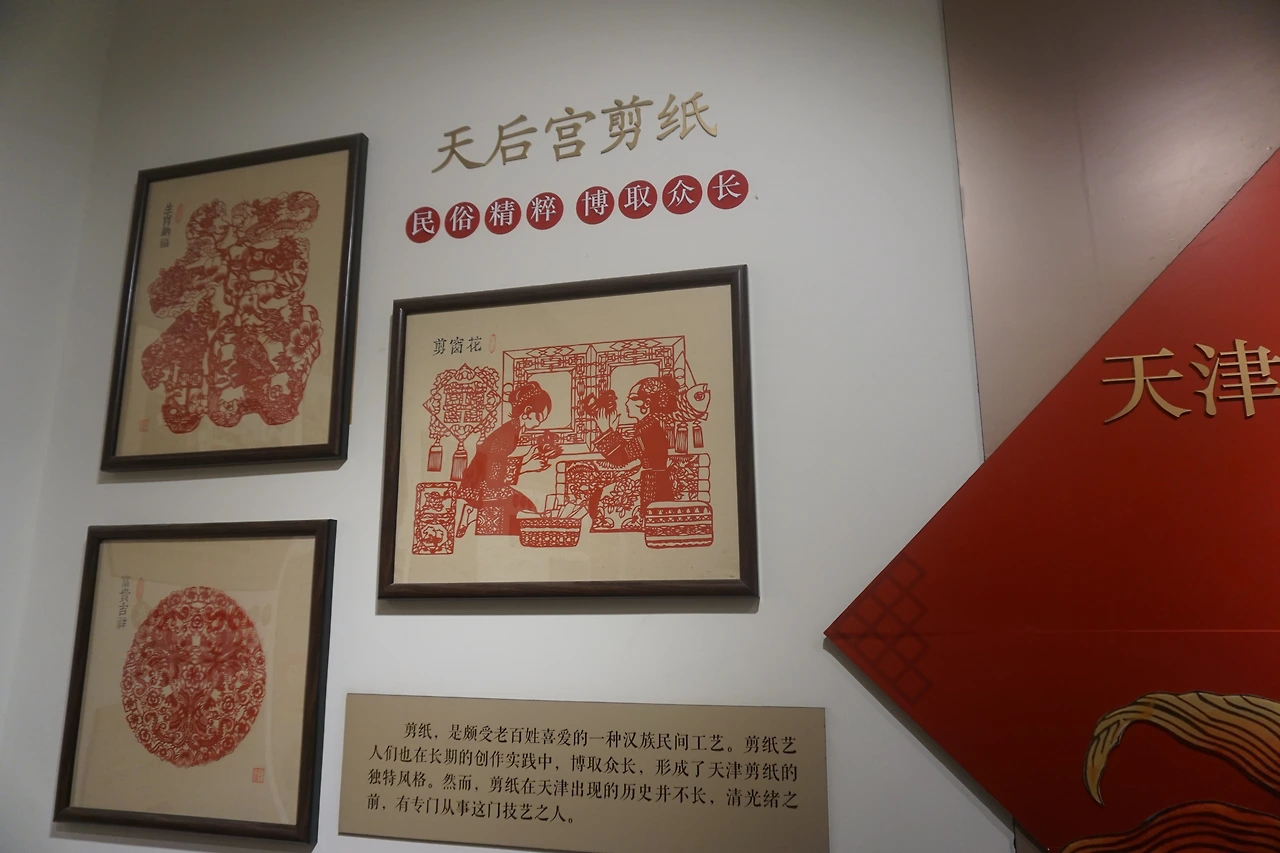 天后宫剪纸
民俗精粹 博取众长
剪窗花
富贵吉祥
天津
剪纸，是颇受老百姓喜爱的一种汉族民间工艺。剪纸艺
人们也在长期的创作实践中，博取众长，形成了天津剪纸的
独特风格。然而，剪纸在天津出现的历史并不长，清光绪之
前，有专门从事这门技艺之人。